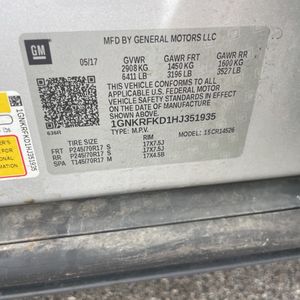 GM
MFD BY GENERAL MOTORS LLC
05/17 GVWR GAWR FRT GAWR RR
2908 KG 1450 KG 1600 KG
6411 LB 3196 LB 3527 LB
THIS VEHICLE CONFORMS TO ALL APPLICABLE
U.S. FEDERAL MOTOR VEHICLE SAFETY
STANDARDS IN EFFECT ON THE
DATE OF MANUFACTURE
SHOWN ABOVE.
1GNKRFKD1HJ351935
TYPE: M.P.V. MODEL: 1SCR14526
TIRE SIZE RIM
FRT P245/70R17 S 17X7.5J
RR P245/70R17 S 17X7.5J
SPA T145/70R17 M 17X4.5B
1GNKRFKD1HJ351935